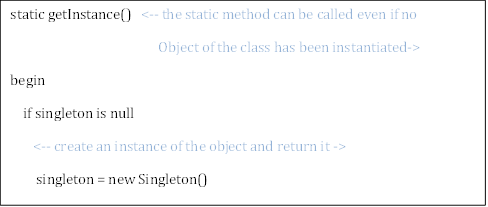 static getInstance() <-- the static method can be called even if no
Object of the class has been instantiated->
begin
if singleton is null
<-- create an instance of the object and return it ->
singleton = new Singleton()